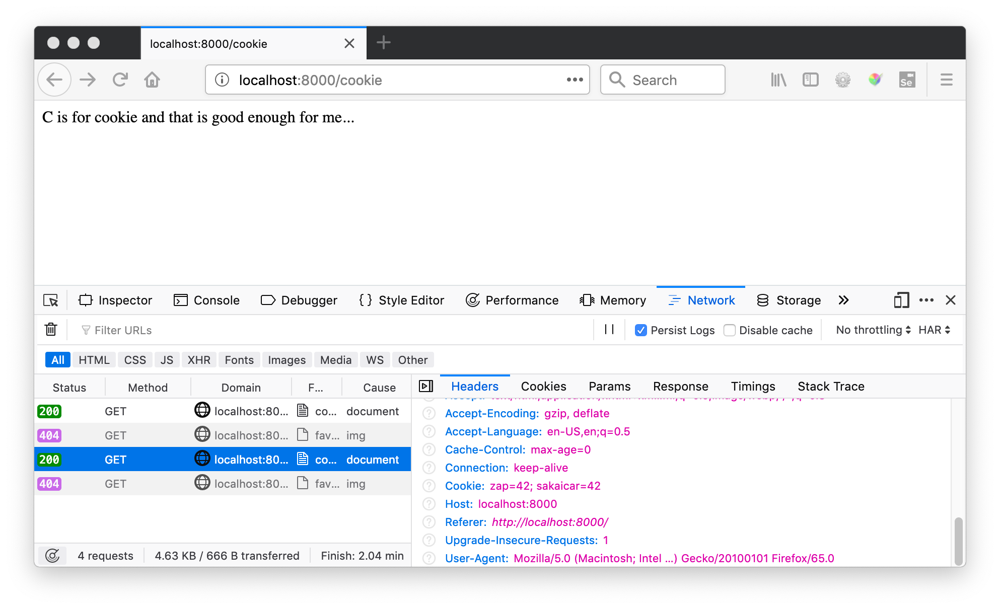 localhost:8000/cookie
localhost:8000/cookie
Search
Se
C is for cookie and that is good enough for me...
Inspector Console Debugger { } Style Editor Performance Memory Network Storage
Filter URLs Persist Logs Disable cache No throttling HAR
All HTML CSS JS XHR Fonts Images Media WS Other
Status Method Domain F... Cause
Headers Cookies Params Response Timings Stack Trace
200 GET localhost:80... co... document
404 GET localhost:80... fav... img
200 GET localhost:80... co... document
404 GET localhost:80... fav... img
Accept-Encoding: gzip, deflate
Accept-Language: en-US,en;q=0.5
Cache-Control: max-age=0
Connection: keep-alive
Cookie: zap=42; sakaicar=42
Host: localhost:8000
Referer: http://localhost:8000/
Upgrade-Insecure-Requests: 1
User-Agent: Mozilla/5.0 (Macintosh; Intel ...) Gecko/20100101 Firefox/65.0
4 requests 4.63 KB / 666 B transferred Finish: 2.04 min